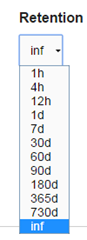 Retention
inf
1h
4h
12h
1d
7d
30d
60d
90d
180d
365d
730d
inf